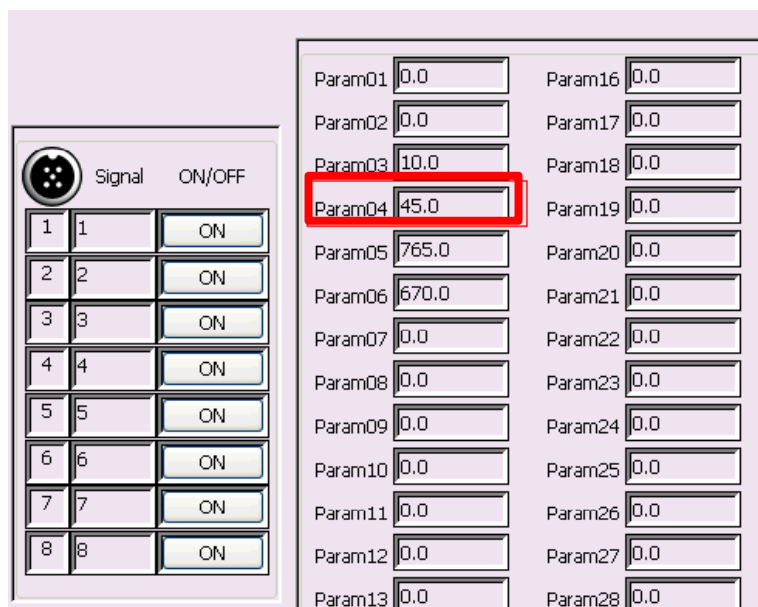 Signal ON/OFF
1 1 ON
2 2 ON
3 3 ON
4 4 ON
5 5 ON
6 6 ON
7 7 ON
8 8 ON
Param01 0.0 Param16 0.0
Param02 0.0 Param17 0.0
Param03 10.0 Param18 0.0
Param04 45.0 Param19 0.0
Param05 765.0 Param20 0.0
Param06 670.0 Param21 0.0
Param07 0.0 Param22 0.0
Param08 0.0 Param23 0.0
Param09 0.0 Param24 0.0
Param10 0.0 Param25 0.0
Param11 0.0 Param26 0.0
Param12 0.0 Param27 0.0
Param13 0.0 Param28 0.0